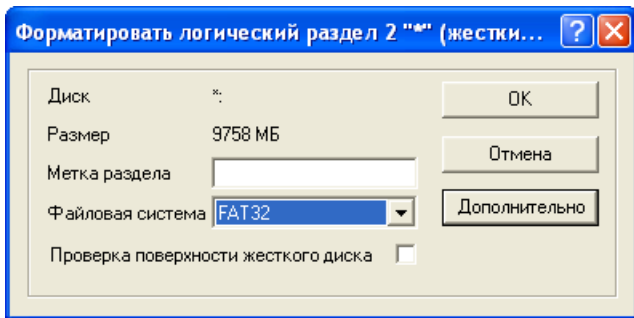 Форматировать логический раздел 2 "*" (жестки...
Диск *:
OK
Размер 9758 МБ
Отмена
Метка раздела
Файловая система FAT32
Дополнительно
Проверка поверхности жесткого диска